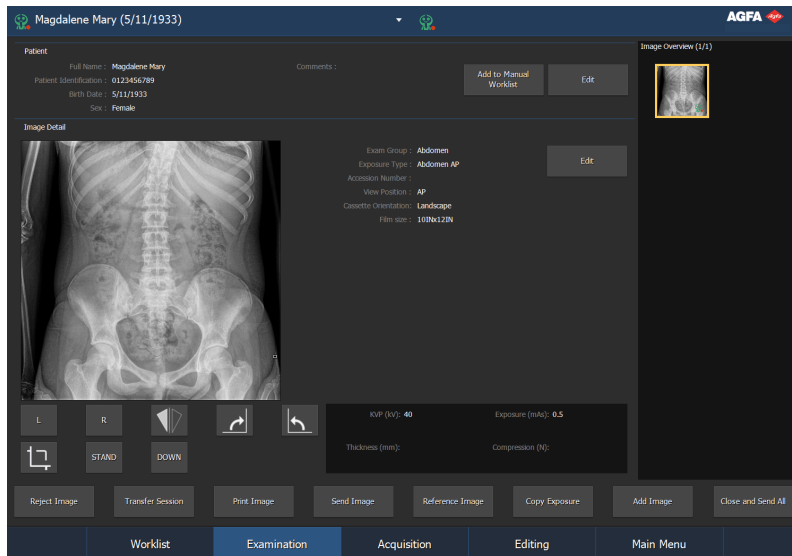 Magdalene Mary (5/11/1933)
AGFA
Agfa
Patient
Full Name : Magdalene Mary
Comments :
Patient Identification : 0123456789
Birth Date : 5/11/1933
Sex : Female
Add to Manual
Worklist
Edit
Image Overview (1/1)
Image Detail
Exam Group : Abdomen
Exposure Type : Abdomen AP
Accession Number :
View Position : AP
Cassette Orientation: Landscape
Film size : 10INx12IN
Edit
L
R
STAND
DOWN
KVP (kV): 40
Exposure (mAs): 0.5
Thickness (mm):
Compression (N):
Reject Image
Transfer Session
Print Image
Send Image
Reference Image
Copy Exposure
Add Image
Close and Send All
Worklist
Examination
Acquisition
Editing
Main Menu